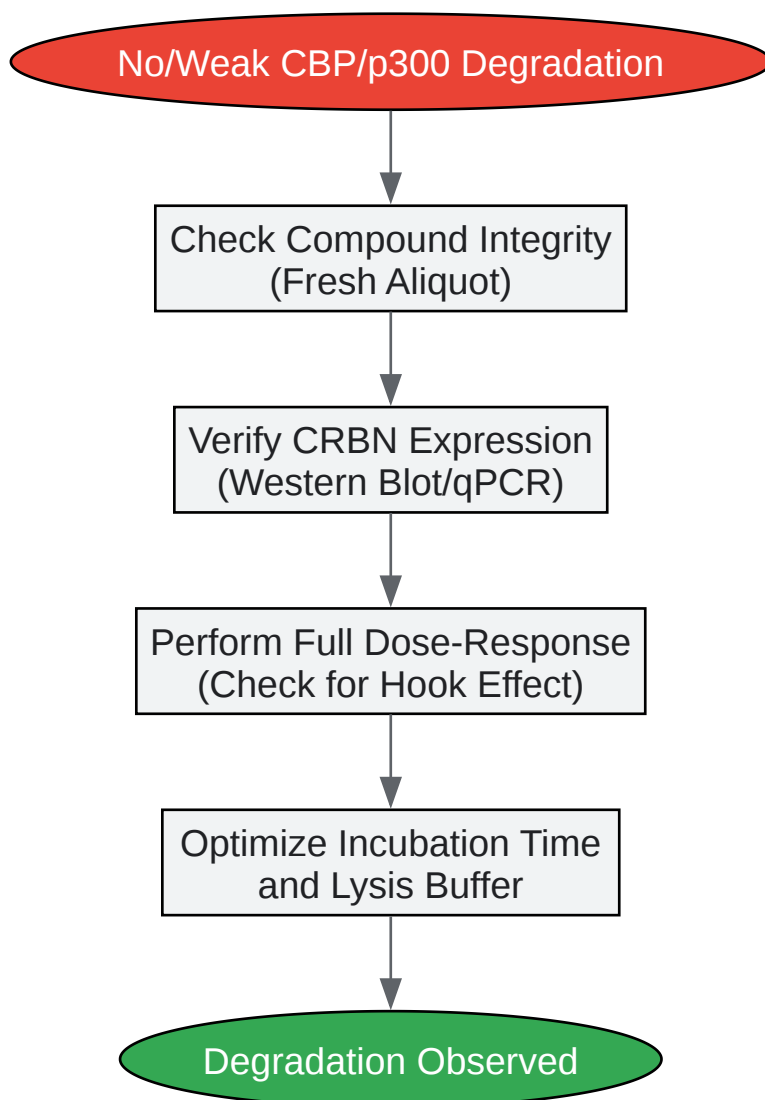 No/Weak CBP/p300 Degradation
Check Compound Integrity
(Fresh Aliquot)
Verify CRBN Expression
(Western Blot/qPCR)
Perform Full Dose-Response
(Check for Hook Effect)
Optimize Incubation Time
and Lysis Buffer
Degradation Observed